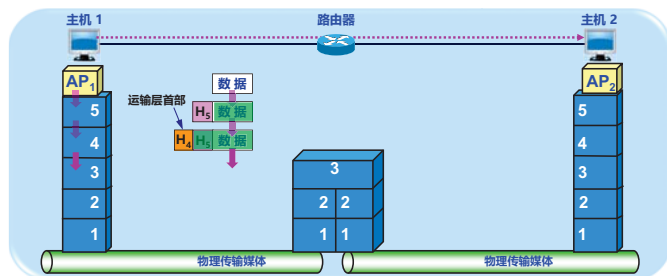 主机 1
路由器
主机 2
AP1
AP2
数 据
运输层首部
H5 数 据
H4 H5 数 据
5
4
3
2
1
3
2 2
1 1
5
4
3
2
1
物理传输媒体
物理传输媒体